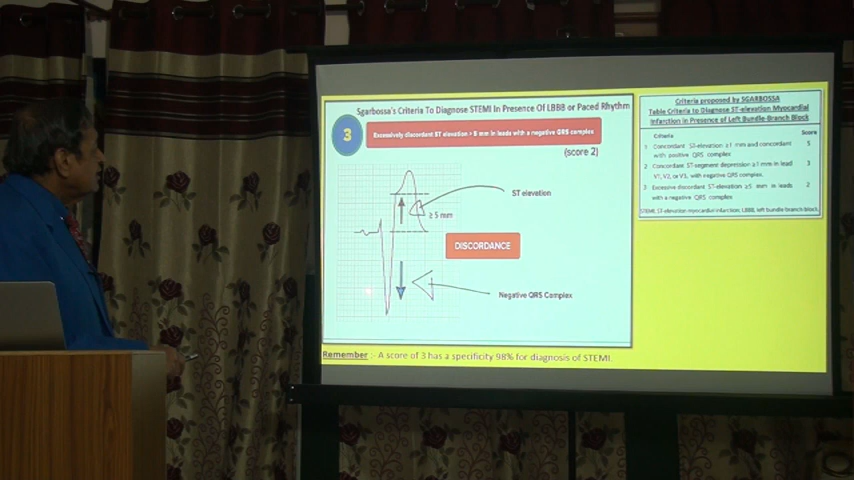 Sgarbossa's Criteria To Diagnose STEMI In Presence Of LBBB or Paced Rhythm
3
Excessively discordant ST elevation > 5 mm in leads with a negative QRS complex
(score 2)
ST elevation
≥ 5 mm
DISCORDANCE
Negative QRS Complex
Criteria proposed by SGARBOSSA
Table Criteria to Diagnose ST-elevation Myocardial
Infarction in Presence of Left Bundle-Branch Block
Criteria Score
1 Concordant ST-elevation ≥1 mm and concordant 5
with positive QRS complex
2 Concordant ST-segment depression ≥1 mm in lead 3
V1, V2, or V3, with negative QRS complex.
3 Excessive discordant ST-elevation ≥5 mm in leads 2
with a negative QRS complex
STEMI, ST-elevation myocardial infarction, LBBB, left bundle-branch block.
Remember :- A score of 3 has a specificity 98% for diagnosis of STEMI.